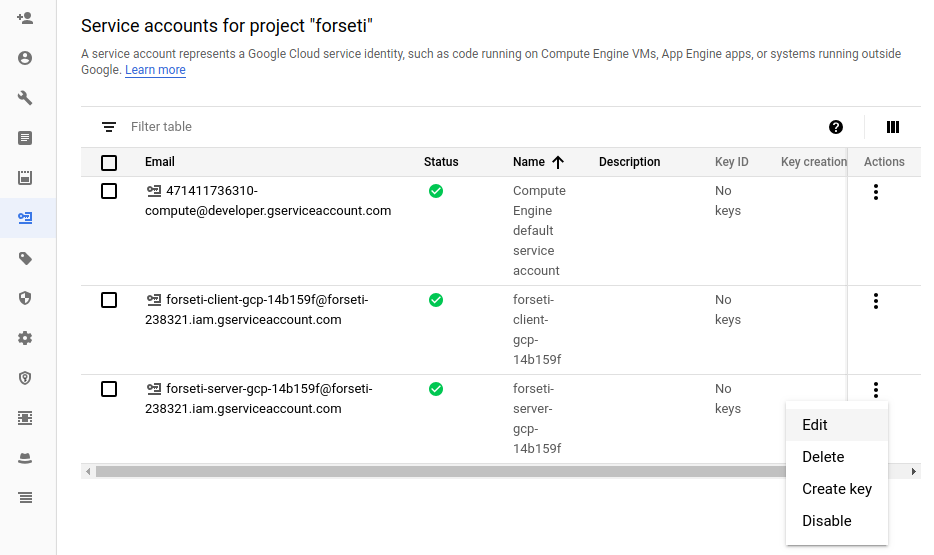 Service accounts for project "forseti"
A service account represents a Google Cloud service identity, such as code running on Compute Engine VMs, App Engine apps, or systems running outside
Google. Learn more
Filter table
Email Status Name Description Key ID Key creation Actions
471411736310-
compute@developer.gserviceaccount.com
Compute
Engine
default
service
account
No
keys
forseti-client-gcp-14b159f@forseti-
238321.iam.gserviceaccount.com
forseti-
client-
gcp-
14b159f
No
keys
forseti-server-gcp-14b159f@forseti-
238321.iam.gserviceaccount.com
forseti-
server-
gcp-
14b159f
No
keys
Edit
Delete
Create key
Disable